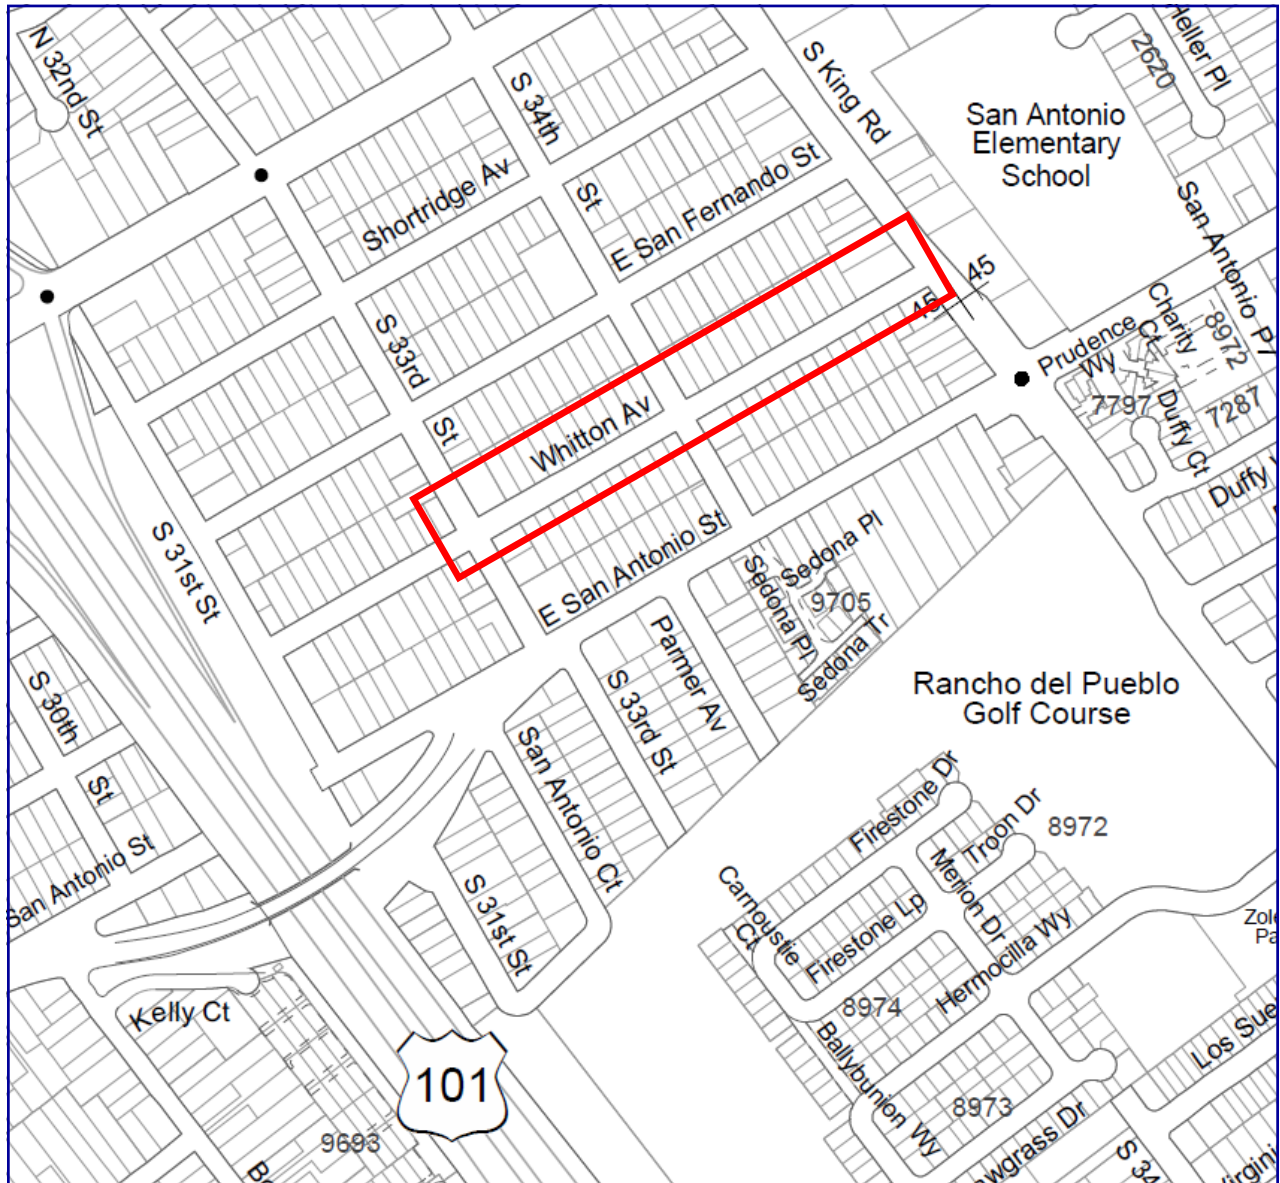 N 32nd St
S 34th
St
S King Rd
2620
Heller Pl
San Antonio
Elementary
School
Shortridge Av
E San Fernando St
San Antonio Pl
45
45
S 33rd
St
Whitton Av
Prudence
Wy
Charity
Ct
8972
7797
7287
Duffy Ct
Duffy
S 31st St
E San Antonio St
Sedona Pl
Sedona Pl
9705
Sedona Tr
Parmer Av
S 33rd St
S 30th
St
San Antonio St
San Antonio Ct
Rancho del Pueblo
Golf Course
S 31st St
Firestone Dr
Troon Dr
8972
Merion Dr
Carnoustie
Ct
Firestone Lp
Hermocilla Wy
8974
Kelly Ct
101
9693
Ballybunion Wy
8973
Los Sue
S 34